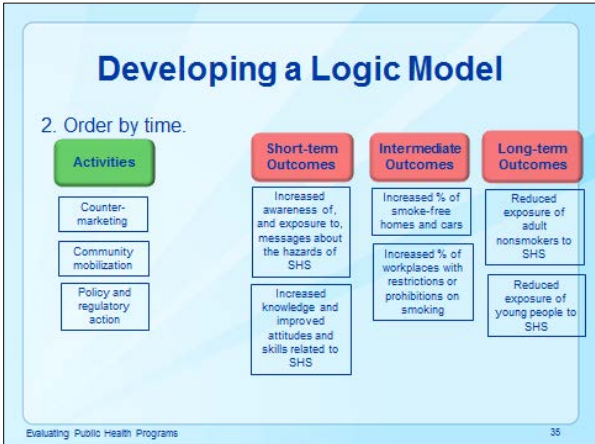 Developing a Logic Model
2. Order by time.
Activities
Counter-
marketing
Community
mobilization
Policy and
regulatory
action
Short-term
Outcomes
Increased
awareness of,
and exposure to,
messages about
the hazards of
SHS
Increased
knowledge and
improved
attitudes and
skills related to
SHS
Intermediate
Outcomes
Increased % of
smoke-free
homes and cars
Increased % of
workplaces with
restrictions or
prohibitions on
smoking
Long-term
Outcomes
Reduced
exposure of
adult
nonsmokers to
SHS
Reduced
exposure of
young people to
SHS
Evaluating Public Health Programs
35